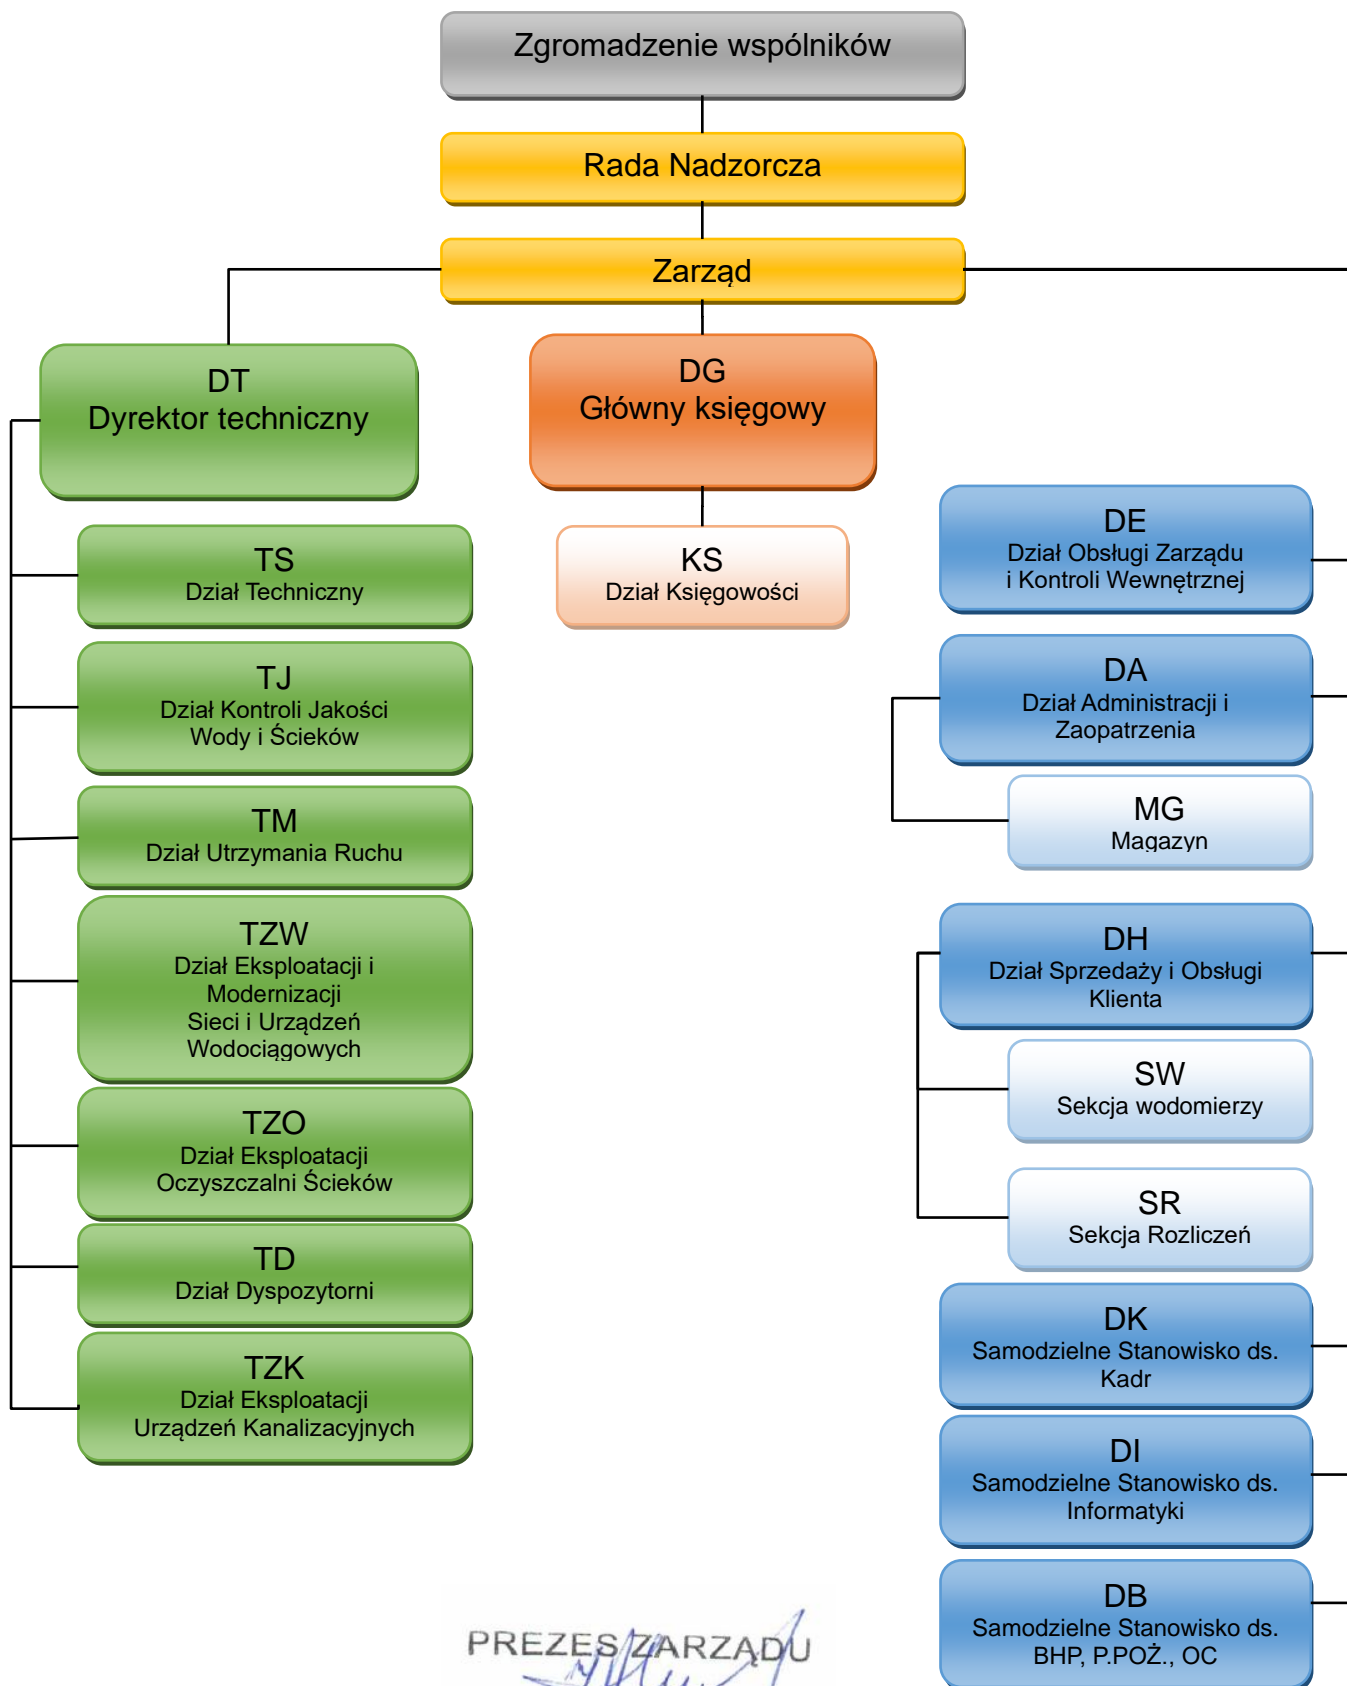 Zgromadzenie wspólników
Rada Nadzorcza
Zarząd
DT
Dyrektor techniczny
DG
Główny księgowy
TS
Dział Techniczny
TJ
Dział Kontroli Jakości
Wody i Ścieków
TM
Dział Utrzymania Ruchu
TZW
Dział Eksploatacji i
Modernizacji
Sieci i Urządzeń
Wodociągowych
TZO
Dział Eksploatacji
Oczyszczalni Ścieków
TD
Dział Dyspozytorni
TZK
Dział Eksploatacji
Urządzeń Kanalizacyjnych
KS
Dział Księgowości
DE
Dział Obsługi Zarządu
i Kontroli Wewnętrznej
DA
Dział Administracji i
Zaopatrzenia
MG
Magazyn
DH
Dział Sprzedaży i Obsługi
Klienta
SW
Sekcja wodomierzy
SR
Sekcja Rozliczeń
DK
Samodzielne Stanowisko ds.
Kadr
DI
Samodzielne Stanowisko ds.
Informatyki
DB
Samodzielne Stanowisko ds.
BHP, P.POŻ., OC
PREZES ZARZĄDU